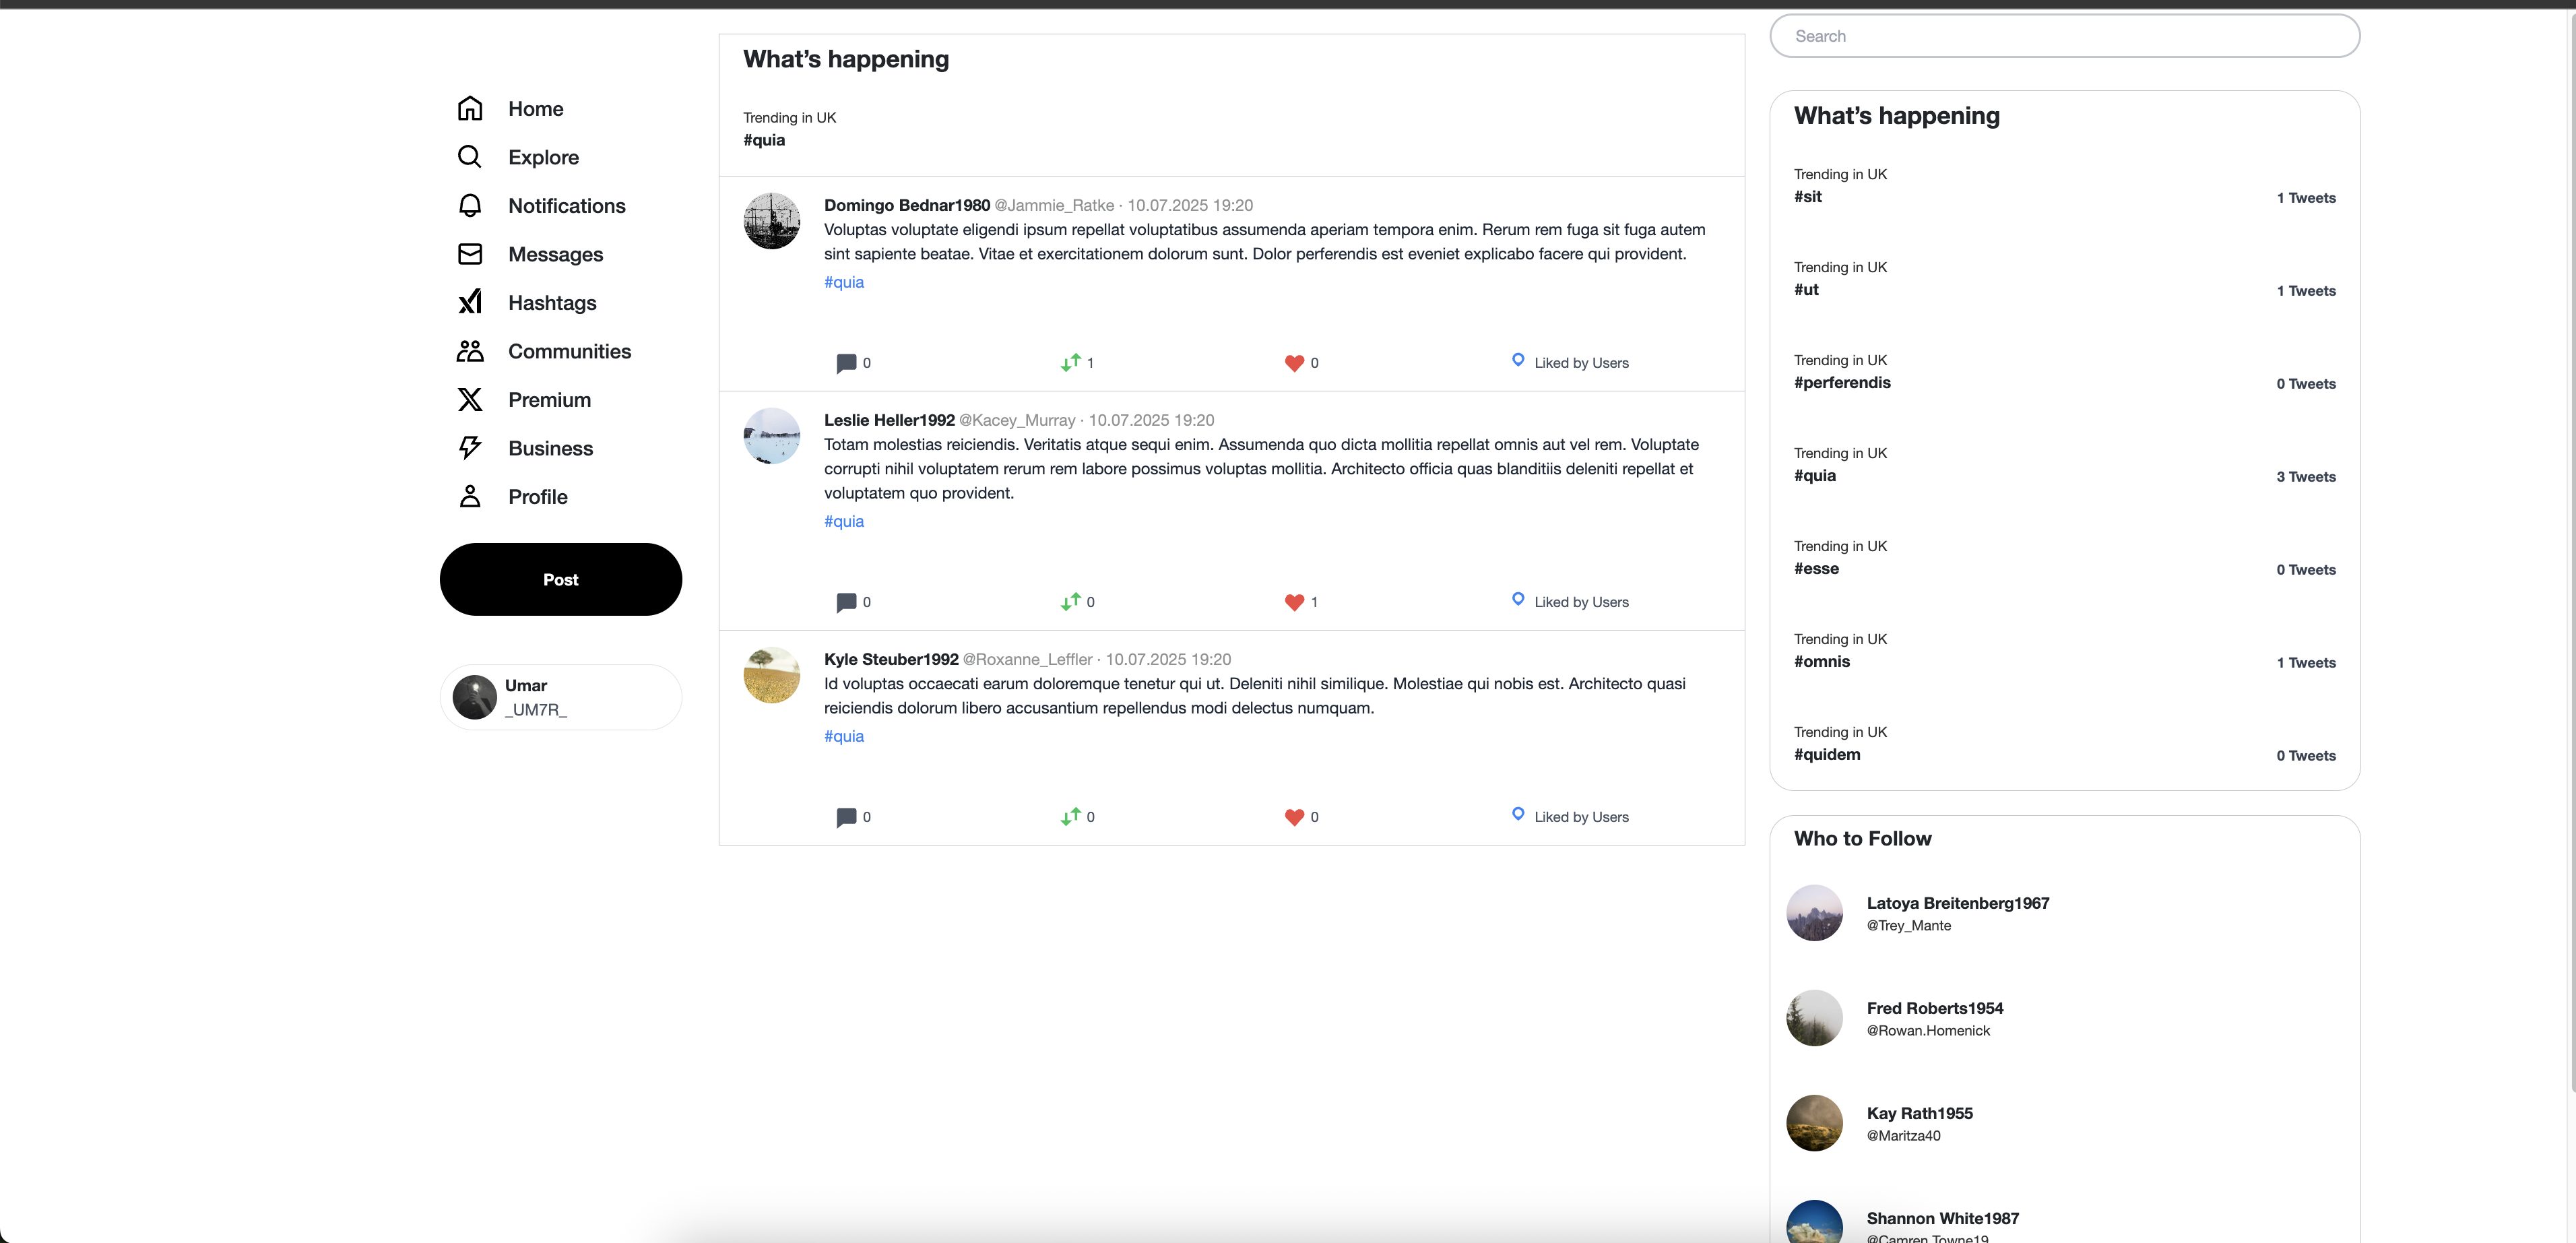 Home
Explore
Notifications
Messages
Hashtags
Communities
Premium
Business
Profile
Post
Umar
_UM7R_
What's happening
Trending in UK
#quia
Domingo Bednar1980 @Jammie_Ratke · 10.07.2025 19:20
Voluptas voluptate eligendi ipsum repellat voluptatibus assumenda aperiam tempora enim. Rerum rem fuga sit fuga autem
sint sapiente beatae. Vitae et exercitationem dolorum sunt. Dolor perferendis est eveniet explicabo facere qui provident.
#quia
0 1 0 Liked by Users
Leslie Heller1992 @Kacey_Murray · 10.07.2025 19:20
Totam molestias reiciendis. Veritatis atque sequi enim. Assumenda quo dicta mollitia repellat omnis aut vel rem. Voluptate
corrupti nihil voluptatem rerum rem labore possimus voluptas mollitia. Architecto officia quas blanditiis deleniti repellat et
voluptatem quo provident.
#quia
0 0 1 Liked by Users
Kyle Steuber1992 @Roxanne_Leffler · 10.07.2025 19:20
Id voluptas occaecati earum doloremque tenetur qui ut. Deleniti nihil similique. Molestiae qui nobis est. Architecto quasi
reiciendis dolorum libero accusantium repellendus modi delectus numquam.
#quia
0 0 0 Liked by Users
Search
What's happening
Trending in UK
#sit 1 Tweets
Trending in UK
#ut 1 Tweets
Trending in UK
#perferendis 0 Tweets
Trending in UK
#quia 3 Tweets
Trending in UK
#esse 0 Tweets
Trending in UK
#omnis 1 Tweets
Trending in UK
#quidem 0 Tweets
Who to Follow
Latoya Breitenberg1967
@Trey_Mante
Fred Roberts1954
@Rowan.Homenick
Kay Rath1955
@Maritza40
Shannon White1987
@Camren.Towne19